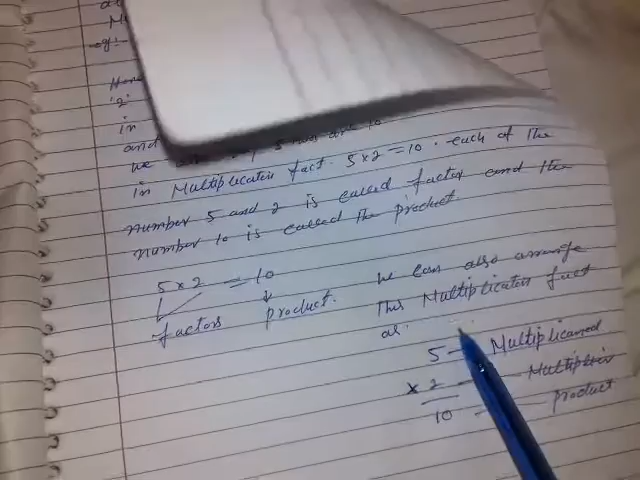 in
and
in Multiplication fact. 5 x 2 = 10. each of the
number 5 and 2 is called factor and the
number 10 is called the product
5 x 2 = 10
factors product.
We can also arrange
this Multiplication fact
as.
5 — Multiplicand
x 2 — Multiplier
10 — product